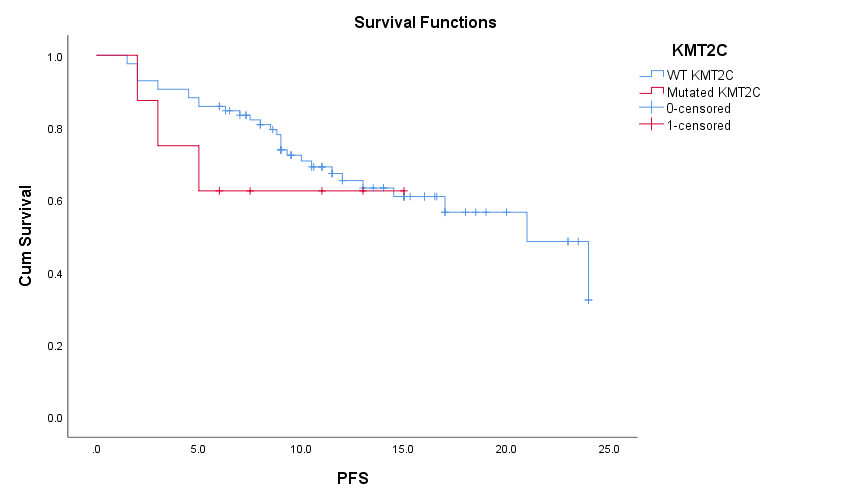 Survival Functions
KMT2C
WT KMT2C
Mutated KMT2C
0-censored
1-censored
Cum Survival
1.0
0.8
0.6
0.4
0.2
0.0
.0 5.0 10.0 15.0 20.0 25.0
PFS